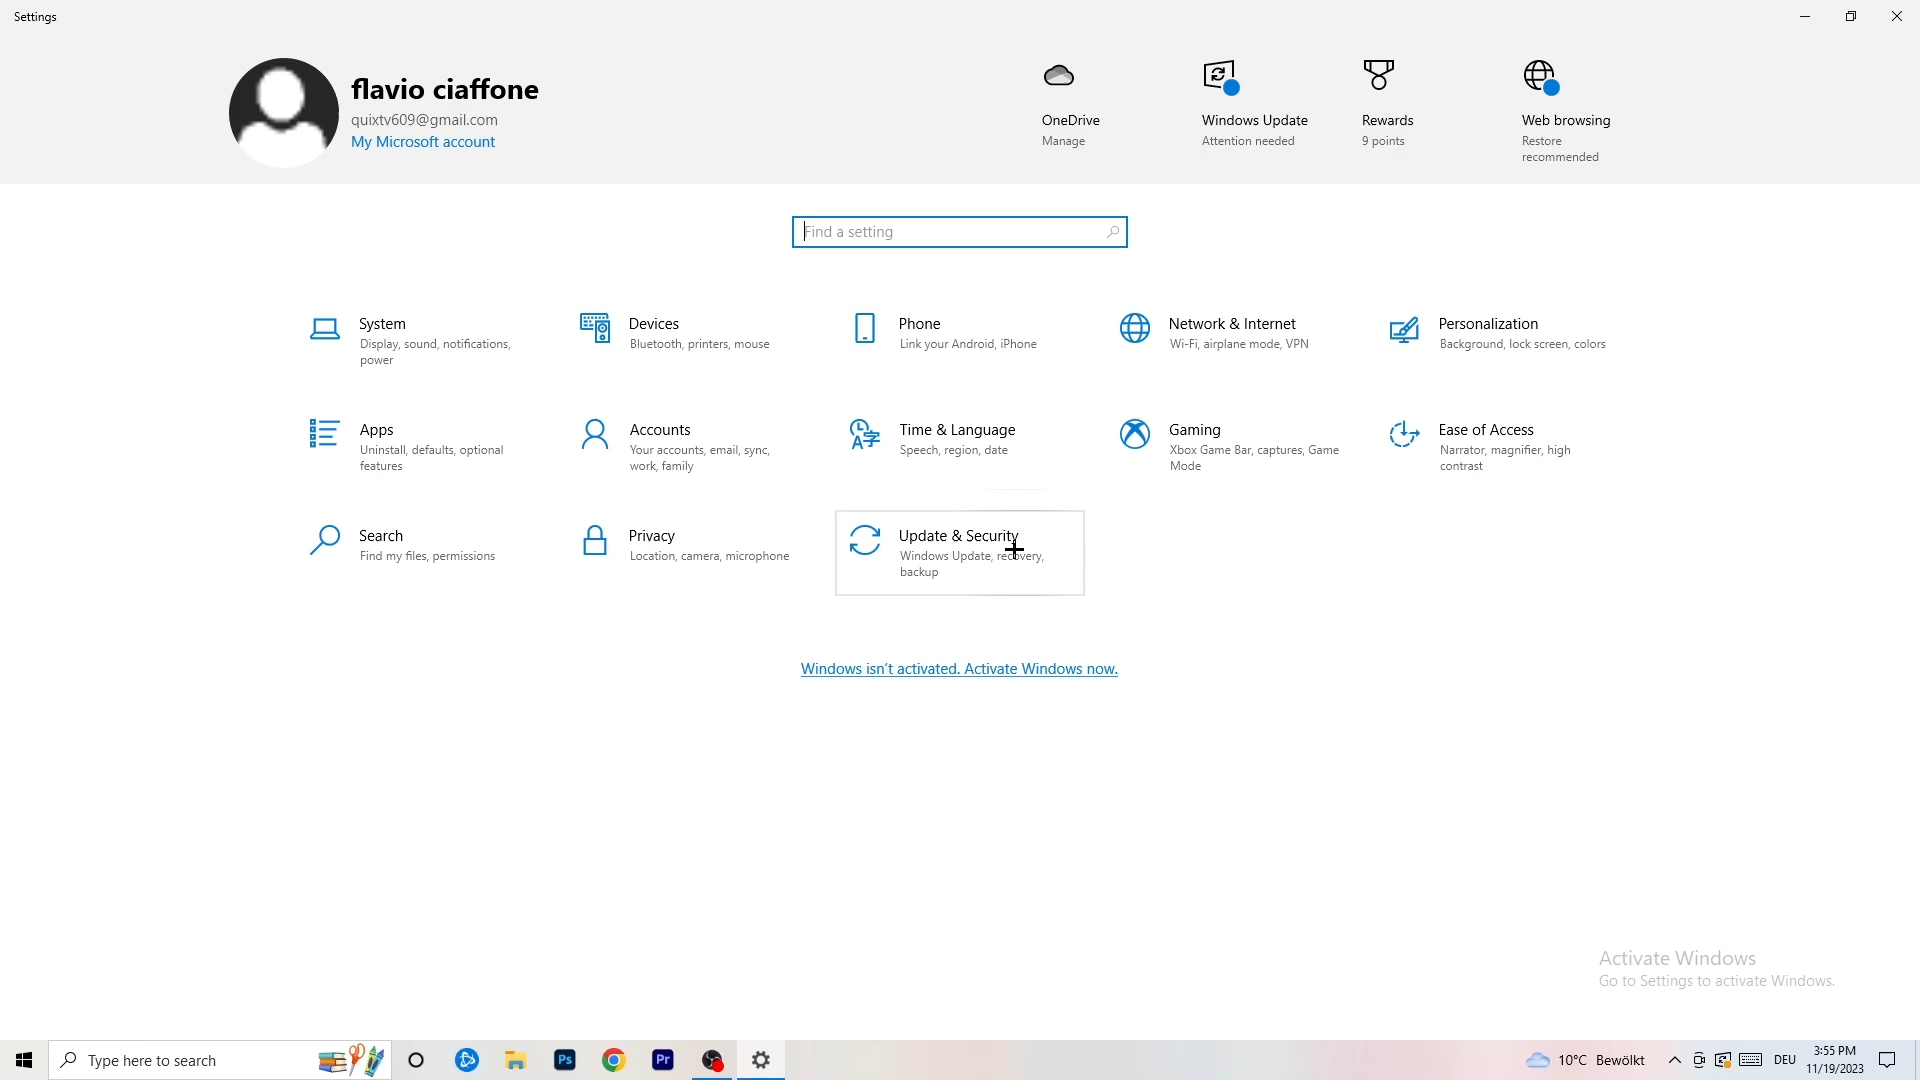 Settings
flavio ciaffone
quixtv609@gmail.com
My Microsoft account
OneDrive
Manage
Windows Update
Attention needed
Rewards
9 points
Web browsing
Restore
recommended
Find a setting
System
Display, sound, notifications,
power
Devices
Bluetooth, printers, mouse
Phone
Link your Android, iPhone
Network & Internet
Wi-Fi, airplane mode, VPN
Personalization
Background, lock screen, colors
Apps
Uninstall, defaults, optional
features
Accounts
Your accounts, email, sync,
work, family
Time & Language
Speech, region, date
Gaming
Xbox Game Bar, captures, Game
Mode
Ease of Access
Narrator, magnifier, high
contrast
Search
Find my files, permissions
Privacy
Location, camera, microphone
Update & Security
Windows Update, recovery,
backup
Windows isn't activated. Activate Windows now.
Activate Windows
Go to Settings to activate Windows.
Type here to search
Ps
Pr
10°C Bewölkt
DEU
3:55 PM
11/19/2023